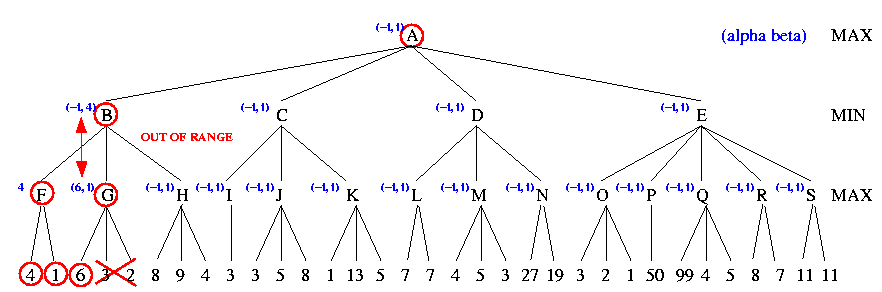 (–I, I) A (alpha beta) MAX
(–I, 4) B (–I, I) C (–I, I) D (–I, I) E MIN
OUT OF RANGE
4 F (6, I) G (–I, I) H (–I, I) I (–I, I) J (–I, I) K (–I, I) L (–I, I) M (–I, I) N (–I, I) O (–I, I) P (–I, I) Q (–I, I) R (–I, I) S MAX
4 1 6 3 2 8 9 4 3 3 5 8 1 13 5 7 7 4 5 3 27 19 3 2 1 50 99 4 5 8 7 11 11